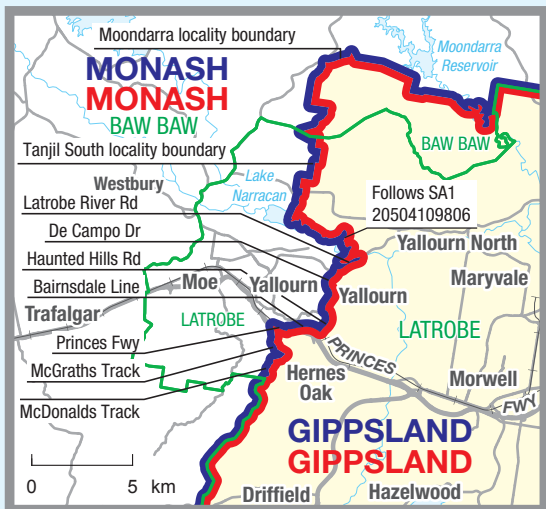 Moondarra locality boundary
Moondarra
Reservoir
MONASH
MONASH
BAW BAW
BAW BAW
Tanjil South locality boundary
Westbury
Lake
Narracan
Follows SA1
20504109806
Latrobe River Rd
De Campo Dr
Yallourn North
Haunted Hills Rd
Maryvale
Moe
Yallourn
Bairnsdale Line
Yallourn
Trafalgar
LATROBE
LATROBE
Princes Fwy
PRINCES
McGraths Track
Hernes
Oak
Morwell
FWY
McDonalds Track
GIPPSLAND
GIPPSLAND
0 5 km
Driffield
Hazelwood